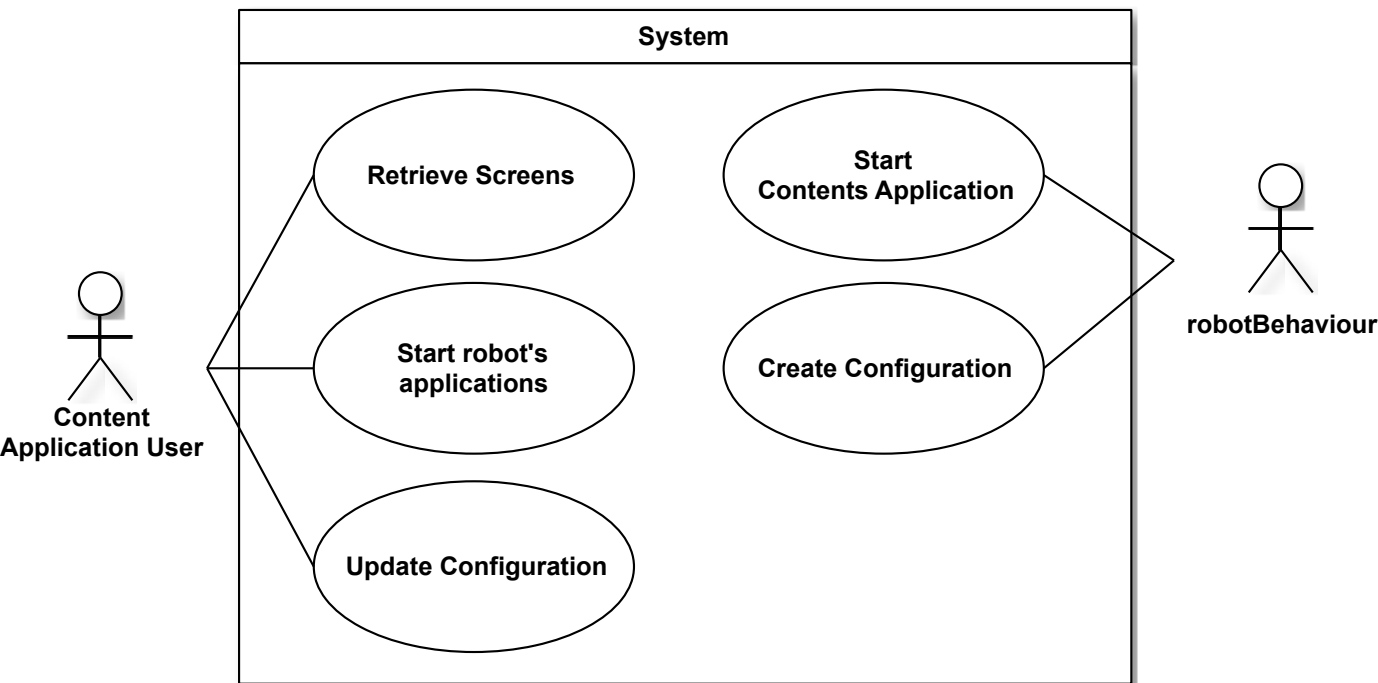 System
Retrieve Screens
Start
Contents Application
Start robot's
applications
Create Configuration
Update Configuration
Content
Application User
robotBehaviour